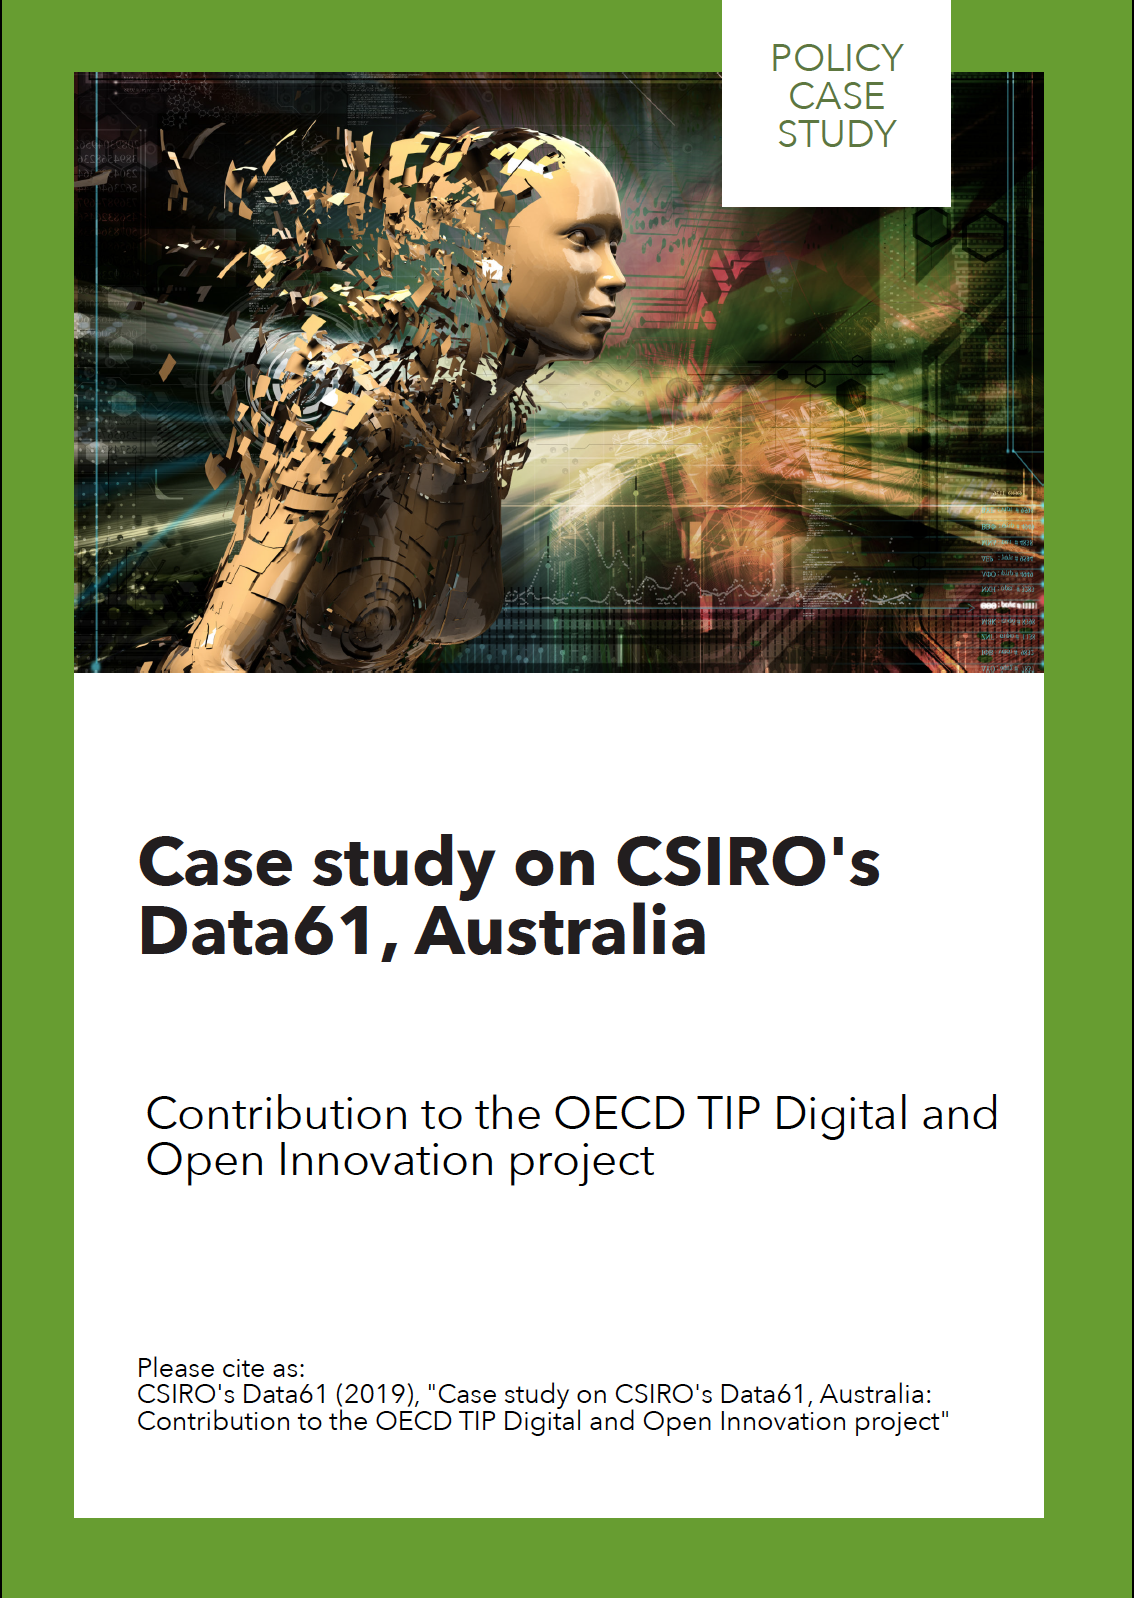 POLICY
CASE
STUDY
Case study on CSIRO's
Data61, Australia
Contribution to the OECD TIP Digital and
Open Innovation project
Please cite as:
CSIRO's Data61 (2019), "Case study on CSIRO's Data61, Australia:
Contribution to the OECD TIP Digital and Open Innovation project"